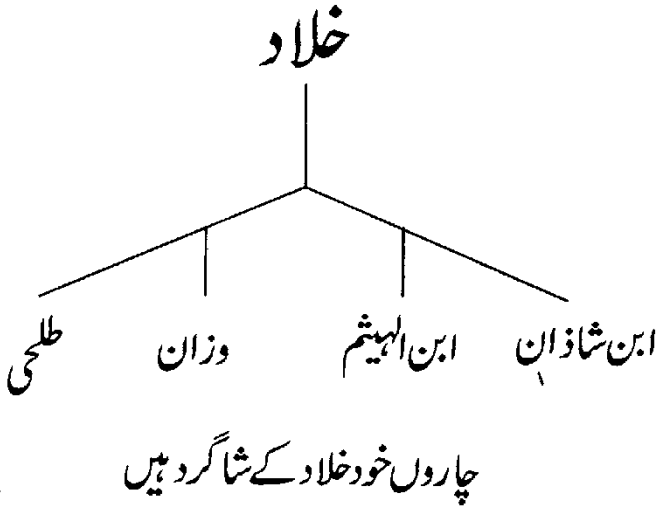 خلاد
ابن شاذان ابن الہیثم وزان طلحی
چاروں خود خلاد کے شاگرد ہیں